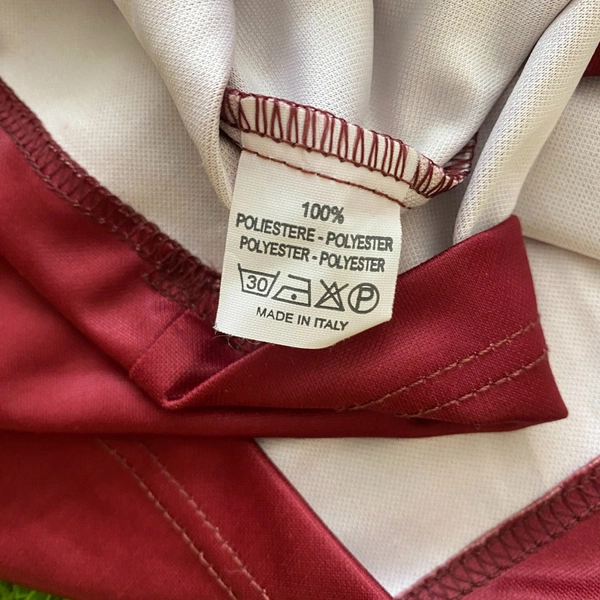 100%
POLIESTERE - POLYESTER
POLYESTER - POLYESTER
30 P
MADE IN ITALY